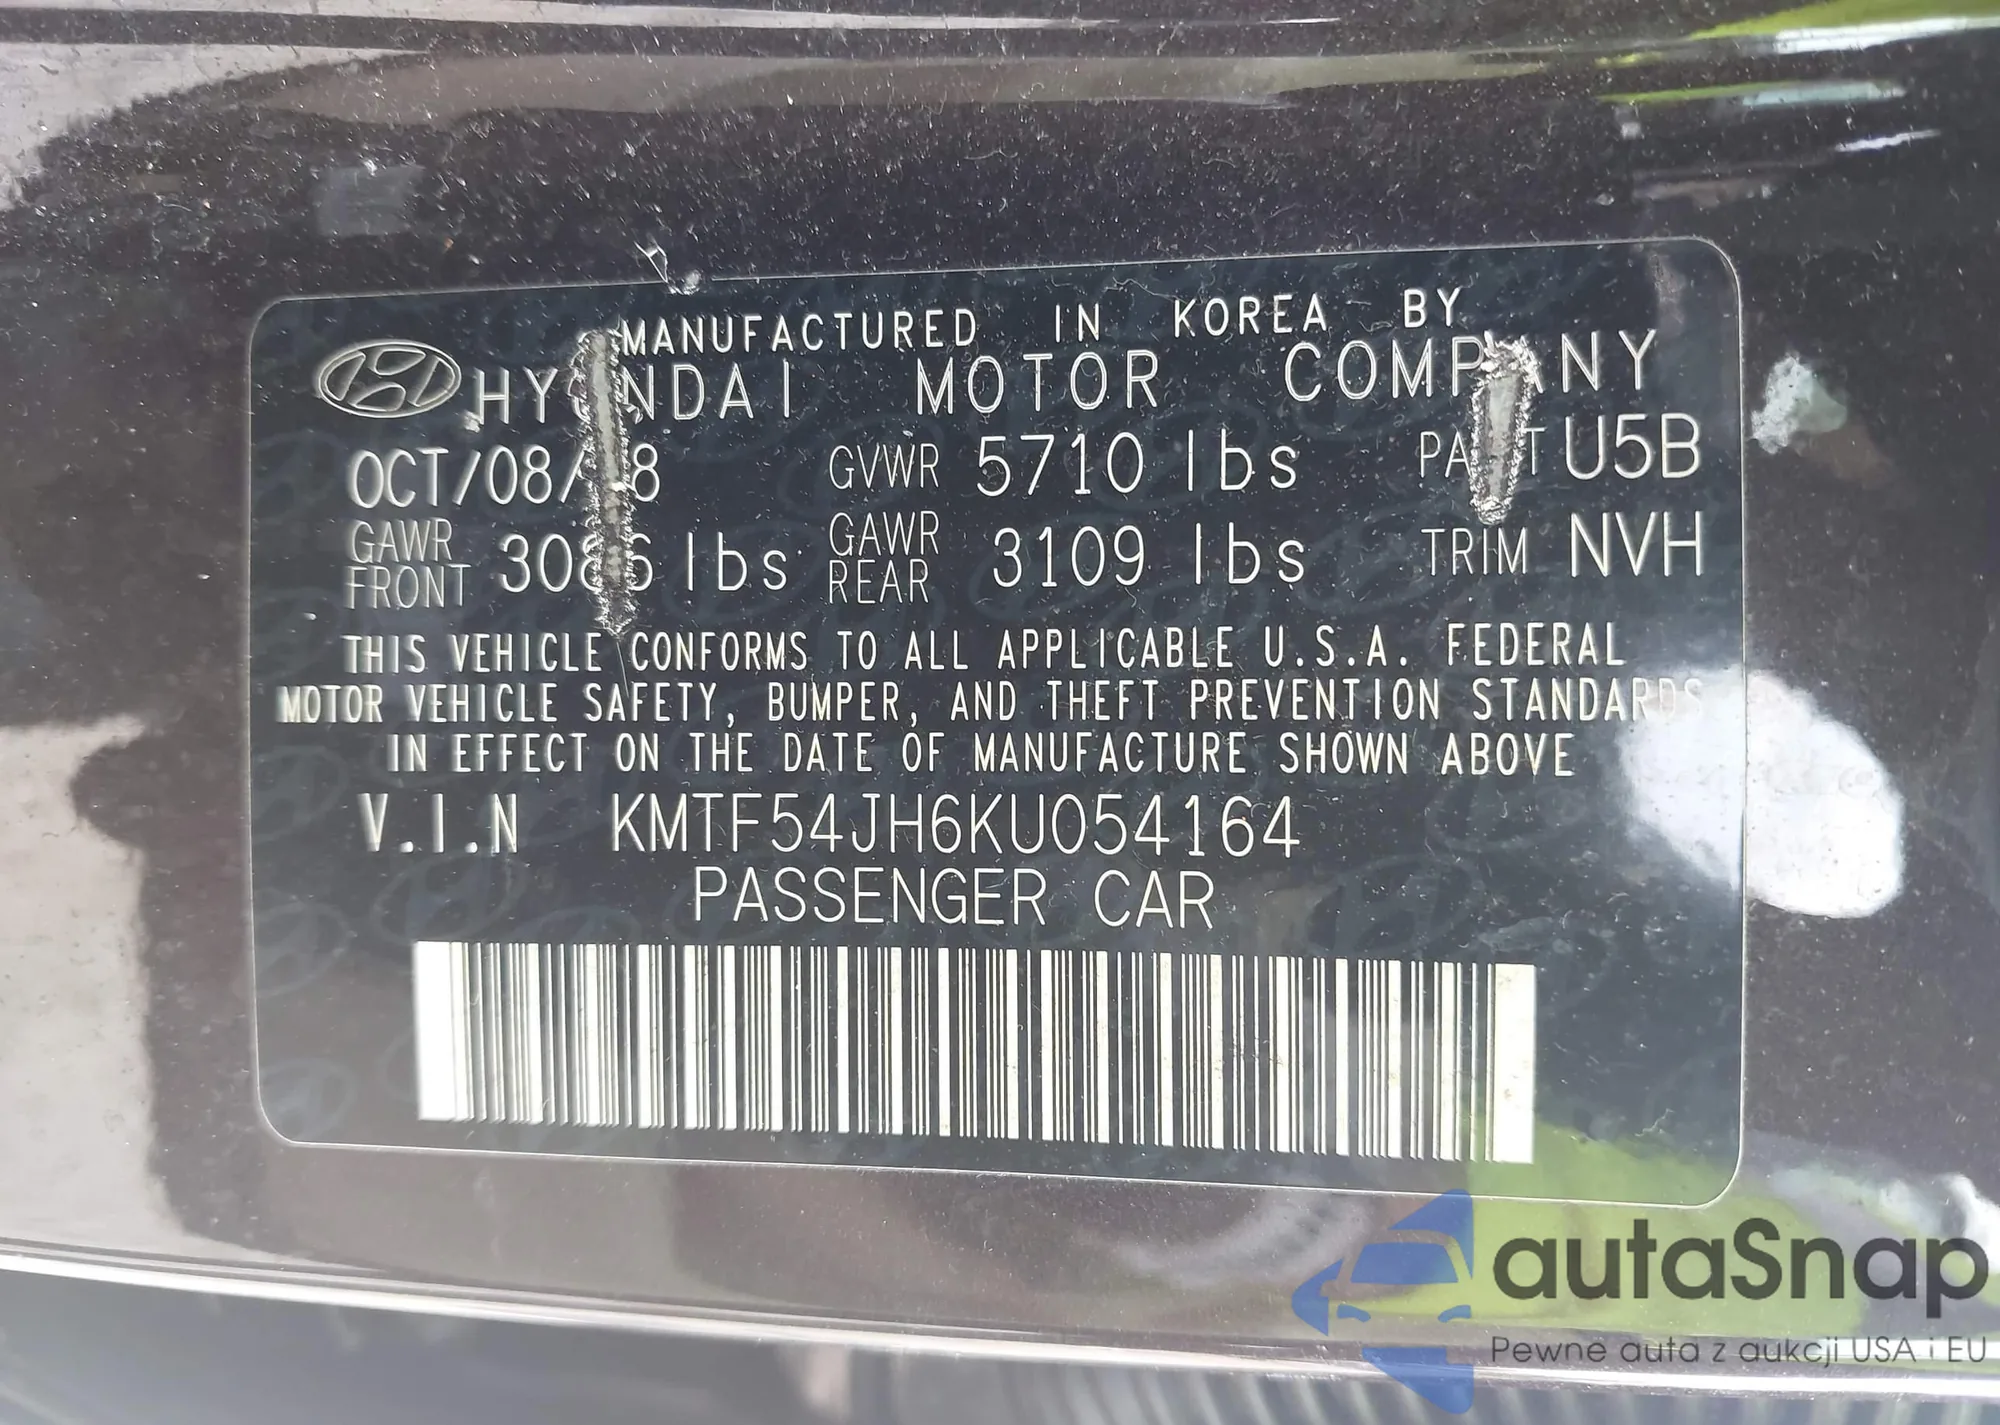 MANUFACTURED IN KOREA BY
HYUNDAI MOTOR COMPANY
OCT/08/18 GVWR 5710 lbs PAINT U5B
GAWR FRONT 3086 lbs GAWR REAR 3109 lbs TRIM NVH
THIS VEHICLE CONFORMS TO ALL APPLICABLE U.S.A. FEDERAL
MOTOR VEHICLE SAFETY, BUMPER, AND THEFT PREVENTION STANDARDS
IN EFFECT ON THE DATE OF MANUFACTURE SHOWN ABOVE
V.I.N KMTF54JH6KU054164
PASSENGER CAR
autaSnap
Pewne auta z aukcji USA i EU